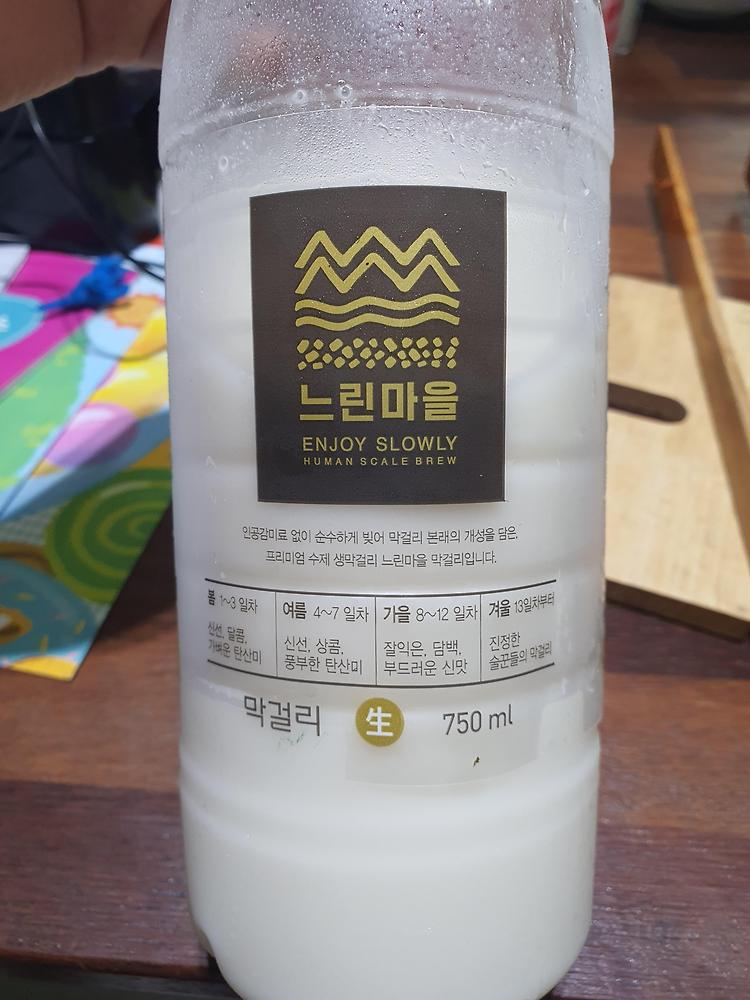 느린마을
ENJOY SLOWLY
HUMAN SCALE BREW
인공감미료 없이 순수하게 빚어 막걸리 본래의 개성을 담은,
프리미엄 수제 생막걸리 느린마을 막걸리입니다.
봄 1~3 일차
신선, 달콤,
가벼운 탄산미
여름 4~7 일차
신선, 상콤,
풍부한 탄산미
가을 8~12 일차
잘익은, 담백,
부드러운 신맛
겨울 13일차부터
진정한
술꾼들의 막걸리
막걸리 生 750 ml